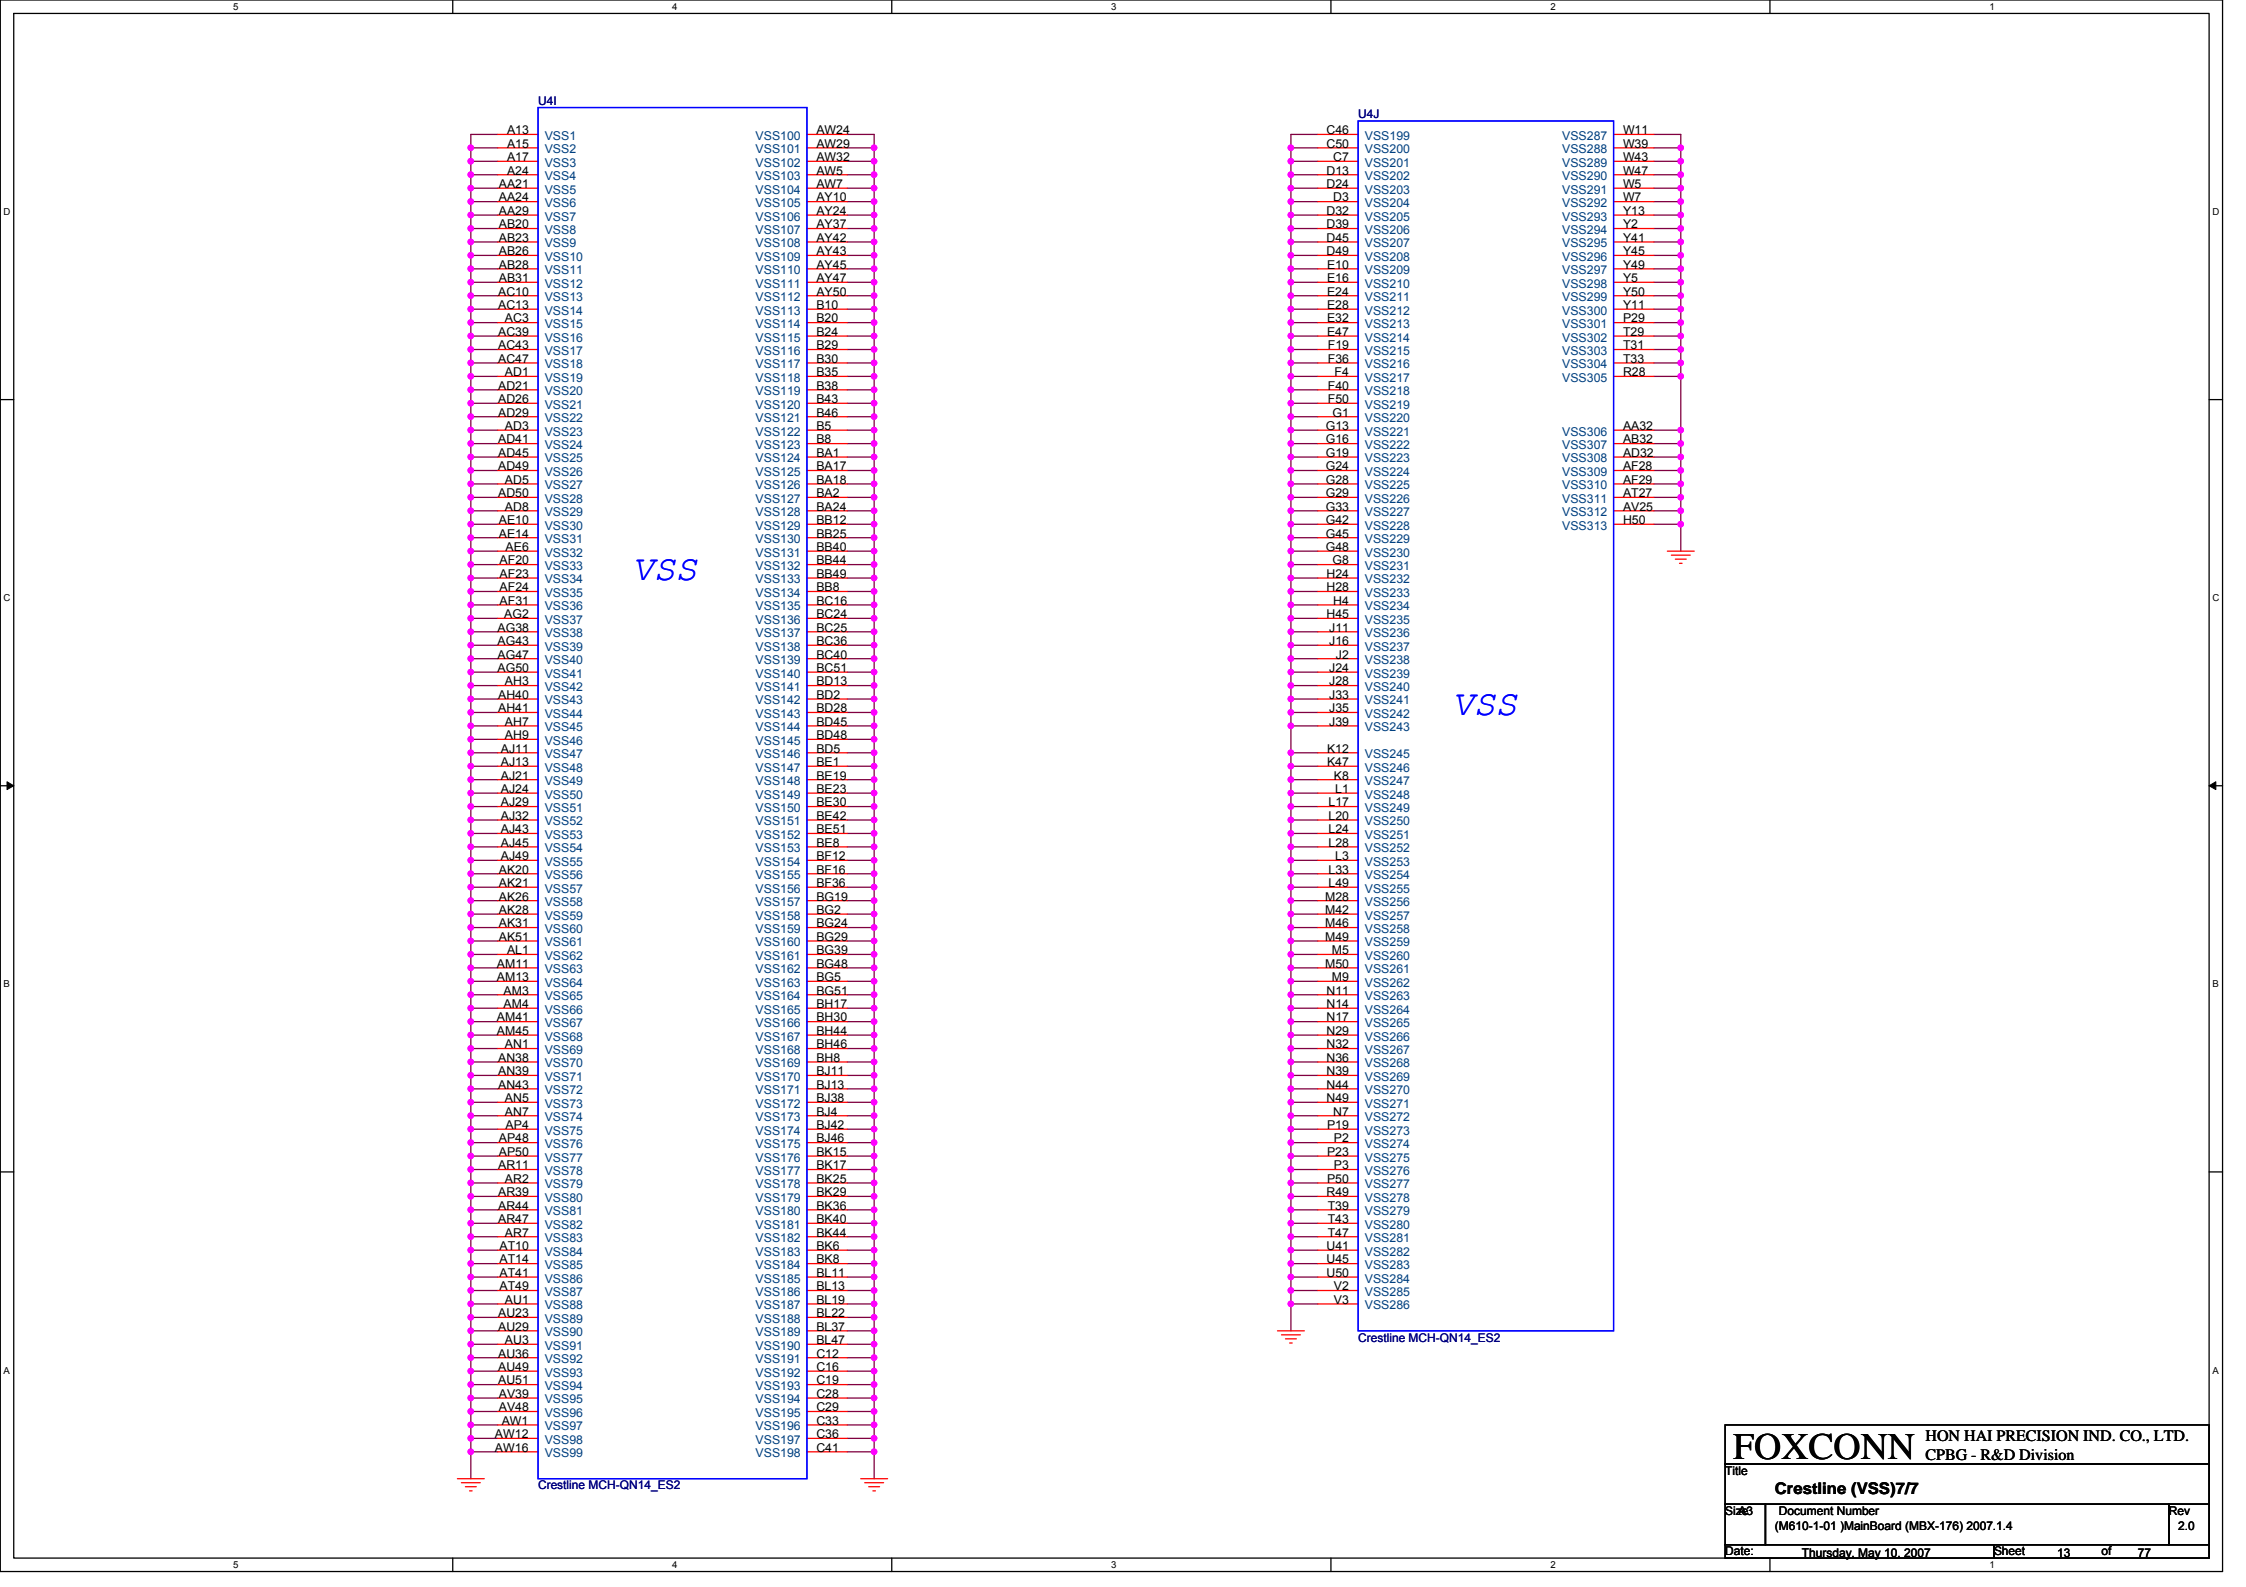 5 4 3 2 1
U4I
A13 VSS1 VSS100 AW24
A15 VSS2 VSS101 AW29
A17 VSS3 VSS102 AW32
A24 VSS4 VSS103 AW5
AA21 VSS5 VSS104 AW7
AA24 VSS6 VSS105 AY10
AA29 VSS7 VSS106 AY24
AB20 VSS8 VSS107 AY37
AB23 VSS9 VSS108 AY42
AB26 VSS10 VSS109 AY43
AB28 VSS11 VSS110 AY45
AB31 VSS12 VSS111 AY47
AC10 VSS13 VSS112 AY50
AC13 VSS14 VSS113 B10
AC3 VSS15 VSS114 B20
AC39 VSS16 VSS115 B24
AC43 VSS17 VSS116 B29
AC47 VSS18 VSS117 B30
AD1 VSS19 VSS118 B35
AD21 VSS20 VSS119 B38
AD26 VSS21 VSS120 B43
AD29 VSS22 VSS121 B46
AD3 VSS23 VSS122 B5
AD41 VSS24 VSS123 B8
AD45 VSS25 VSS124 BA1
AD49 VSS26 VSS125 BA17
AD5 VSS27 VSS126 BA18
AD50 VSS28 VSS127 BA2
AD8 VSS29 VSS128 BA24
AE10 VSS30 VSS129 BB12
AE14 VSS31 VSS130 BB25
AE6 VSS32 VSS131 BB40
AF20 VSS33 VSS132 BB44
AF23 VSS34 VSS133 BB49
AF24 VSS35 VSS134 BB8
AF31 VSS36 VSS135 BC16
AG2 VSS37 VSS136 BC24
AG38 VSS38 VSS137 BC25
AG43 VSS39 VSS138 BC36
AG47 VSS40 VSS139 BC40
AG50 VSS41 VSS140 BC51
AH3 VSS42 VSS141 BD13
AH40 VSS43 VSS142 BD2
AH41 VSS44 VSS143 BD28
AH7 VSS45 VSS144 BD45
AH9 VSS46 VSS145 BD48
AJ11 VSS47 VSS146 BD5
AJ13 VSS48 VSS147 BE1
AJ21 VSS49 VSS148 BE19
AJ24 VSS50 VSS149 BE23
AJ29 VSS51 VSS150 BE30
AJ32 VSS52 VSS151 BE42
AJ43 VSS53 VSS152 BE51
AJ45 VSS54 VSS153 BE8
AJ49 VSS55 VSS154 BF12
AK20 VSS56 VSS155 BF16
AK21 VSS57 VSS156 BF36
AK26 VSS58 VSS157 BG19
AK28 VSS59 VSS158 BG2
AK31 VSS60 VSS159 BG24
AK51 VSS61 VSS160 BG29
AL1 VSS62 VSS161 BG39
AM11 VSS63 VSS162 BG48
AM13 VSS64 VSS163 BG5
AM3 VSS65 VSS164 BG51
AM4 VSS66 VSS165 BH17
AM41 VSS67 VSS166 BH30
AM45 VSS68 VSS167 BH44
AN1 VSS69 VSS168 BH46
AN38 VSS70 VSS169 BH8
AN39 VSS71 VSS170 BJ11
AN43 VSS72 VSS171 BJ13
AN5 VSS73 VSS172 BJ38
AN7 VSS74 VSS173 BJ4
AP4 VSS75 VSS174 BJ42
AP48 VSS76 VSS175 BJ46
AP50 VSS77 VSS176 BK15
AR11 VSS78 VSS177 BK17
AR2 VSS79 VSS178 BK25
AR39 VSS80 VSS179 BK29
AR44 VSS81 VSS180 BK36
AR47 VSS82 VSS181 BK40
AR7 VSS83 VSS182 BK44
AT10 VSS84 VSS183 BK6
AT14 VSS85 VSS184 BK8
AT41 VSS86 VSS185 BL11
AT49 VSS87 VSS186 BL13
AU1 VSS88 VSS187 BL19
AU23 VSS89 VSS188 BL22
AU29 VSS90 VSS189 BL37
AU3 VSS91 VSS190 BL47
AU36 VSS92 VSS191 C12
AU49 VSS93 VSS192 C16
AU51 VSS94 VSS193 C19
AV39 VSS95 VSS194 C28
AV48 VSS96 VSS195 C29
AW1 VSS97 VSS196 C33
AW12 VSS98 VSS197 C36
AW16 VSS99 VSS198 C41
VSS
Crestline MCH-QN14_ES2
U4J
C46 VSS199 VSS287 W11
C50 VSS200 VSS288 W39
C7 VSS201 VSS289 W43
D13 VSS202 VSS290 W47
D24 VSS203 VSS291 W5
D3 VSS204 VSS292 W7
D32 VSS205 VSS293 Y13
D39 VSS206 VSS294 Y2
D45 VSS207 VSS295 Y41
D49 VSS208 VSS296 Y45
E10 VSS209 VSS297 Y49
E16 VSS210 VSS298 Y5
E24 VSS211 VSS299 Y50
E28 VSS212 VSS300 Y11
E32 VSS213 VSS301 P29
E47 VSS214 VSS302 T29
F19 VSS215 VSS303 T31
F36 VSS216 VSS304 T33
F4 VSS217 VSS305 R28
F40 VSS218
F50 VSS219
G1 VSS220
G13 VSS221 VSS306 AA32
G16 VSS222 VSS307 AB32
G19 VSS223 VSS308 AD32
G24 VSS224 VSS309 AF28
G28 VSS225 VSS310 AF29
G29 VSS226 VSS311 AT27
G33 VSS227 VSS312 AV25
G42 VSS228 VSS313 H50
G45 VSS229
G48 VSS230
G8 VSS231
H24 VSS232
H28 VSS233
H4 VSS234
H45 VSS235
J11 VSS236
J16 VSS237
J2 VSS238
J24 VSS239
J28 VSS240
J33 VSS241
J35 VSS242
J39 VSS243
K12 VSS245
K47 VSS246
K8 VSS247
L1 VSS248
L17 VSS249
L20 VSS250
L24 VSS251
L28 VSS252
L3 VSS253
L33 VSS254
L49 VSS255
M28 VSS256
M42 VSS257
M46 VSS258
M49 VSS259
M5 VSS260
M50 VSS261
M9 VSS262
N11 VSS263
N14 VSS264
N17 VSS265
N29 VSS266
N32 VSS267
N36 VSS268
N39 VSS269
N44 VSS270
N49 VSS271
N7 VSS272
P19 VSS273
P2 VSS274
P23 VSS275
P3 VSS276
P50 VSS277
R49 VSS278
T39 VSS279
T43 VSS280
T47 VSS281
U41 VSS282
U45 VSS283
U50 VSS284
V2 VSS285
V3 VSS286
VSS
Crestline MCH-QN14_ES2
D D
C C
B B
A A
FOXCONN HON HAI PRECISION IND. CO., LTD.
CPBG - R&D Division
Title
Crestline (VSS)7/7
Size A3 Document Number Rev
(M610-1-01 )MainBoard (MBX-176) 2007.1.4 2.0
Date: Thursday, May 10, 2007 Sheet 13 of 77
5 4 3 2 1